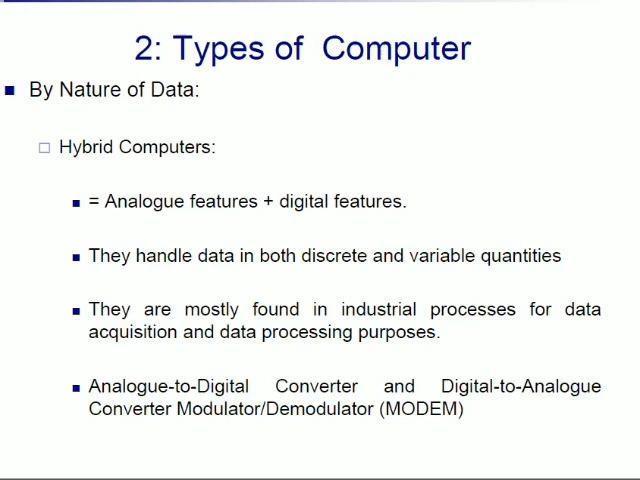 2: Types of Computer
By Nature of Data:
Hybrid Computers:
= Analogue features + digital features.
They handle data in both discrete and variable quantities
They are mostly found in industrial processes for data
acquisition and data processing purposes.
Analogue-to-Digital Converter and Digital-to-Analogue
Converter Modulator/Demodulator (MODEM)